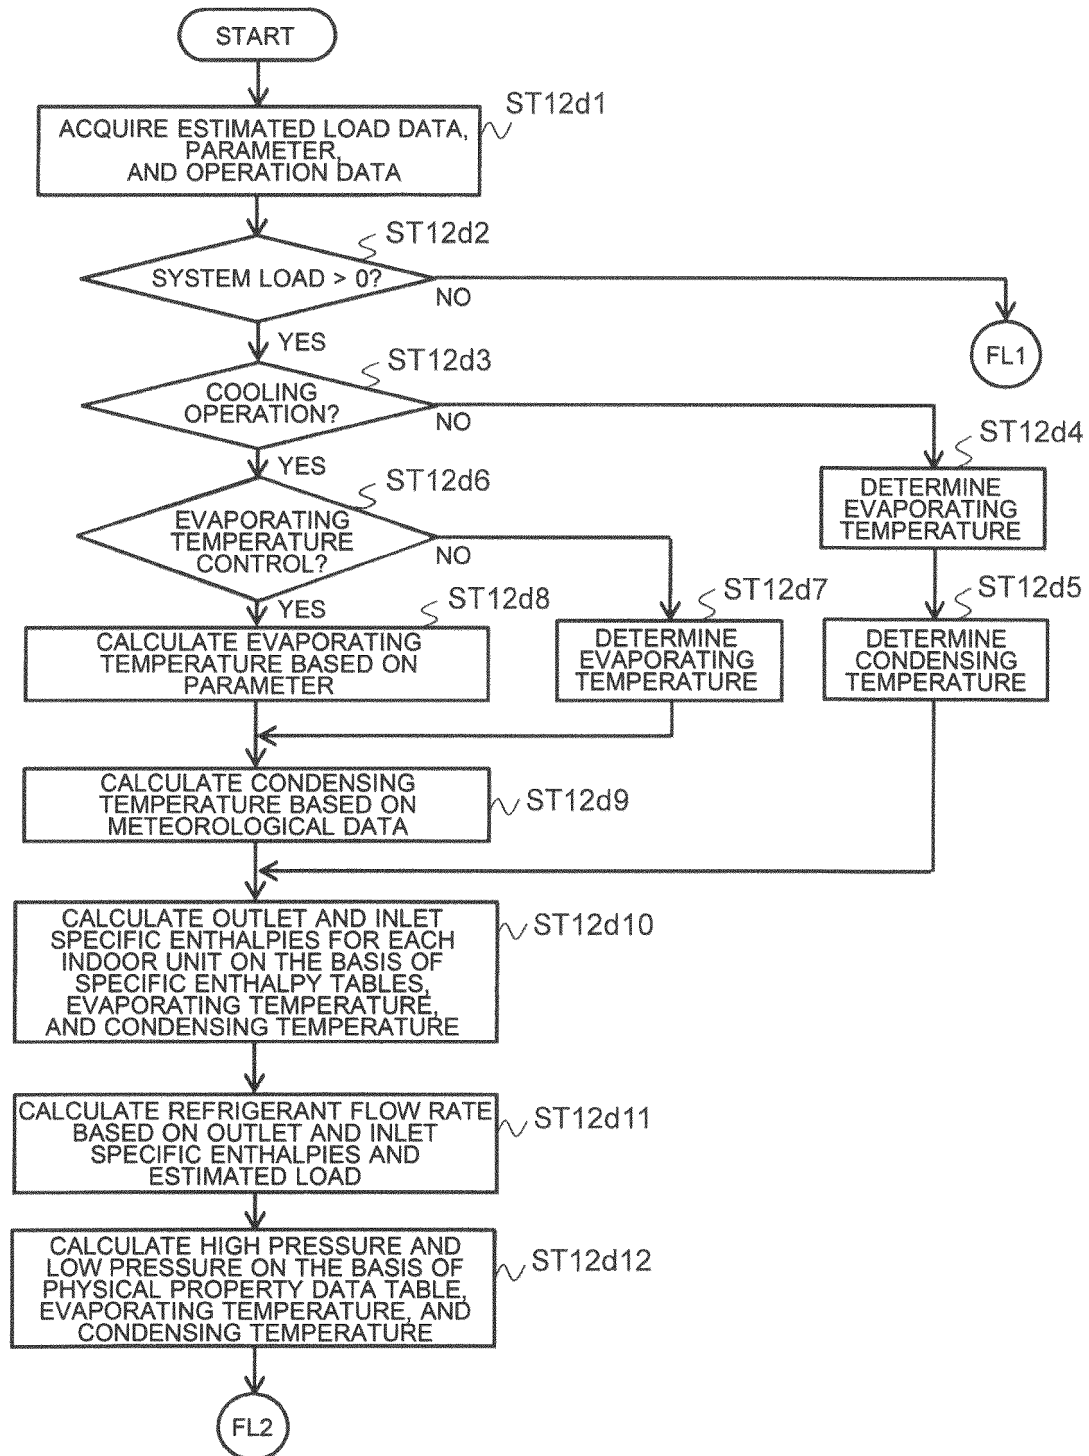 START
ST12d1
ACQUIRE ESTIMATED LOAD DATA,
PARAMETER,
AND OPERATION DATA
ST12d2
SYSTEM LOAD > 0?
NO
YES
FL1
ST12d3
COOLING
OPERATION?
NO
YES
ST12d4
DETERMINE
EVAPORATING
TEMPERATURE
ST12d6
EVAPORATING
TEMPERATURE
CONTROL?
NO
YES
ST12d8
CALCULATE EVAPORATING
TEMPERATURE BASED ON
PARAMETER
ST12d7
DETERMINE
EVAPORATING
TEMPERATURE
ST12d5
DETERMINE
CONDENSING
TEMPERATURE
CALCULATE CONDENSING
TEMPERATURE BASED ON
METEOROLOGICAL DATA
ST12d9
CALCULATE OUTLET AND INLET
SPECIFIC ENTHALPIES FOR EACH
INDOOR UNIT ON THE BASIS OF
SPECIFIC ENTHALPY TABLES,
EVAPORATING TEMPERATURE,
AND CONDENSING TEMPERATURE
ST12d10
CALCULATE REFRIGERANT FLOW RATE
BASED ON OUTLET AND INLET
SPECIFIC ENTHALPIES AND
ESTIMATED LOAD
ST12d11
CALCULATE HIGH PRESSURE AND
LOW PRESSURE ON THE BASIS OF
PHYSICAL PROPERTY DATA TABLE,
EVAPORATING TEMPERATURE, AND
CONDENSING TEMPERATURE
ST12d12
FL2